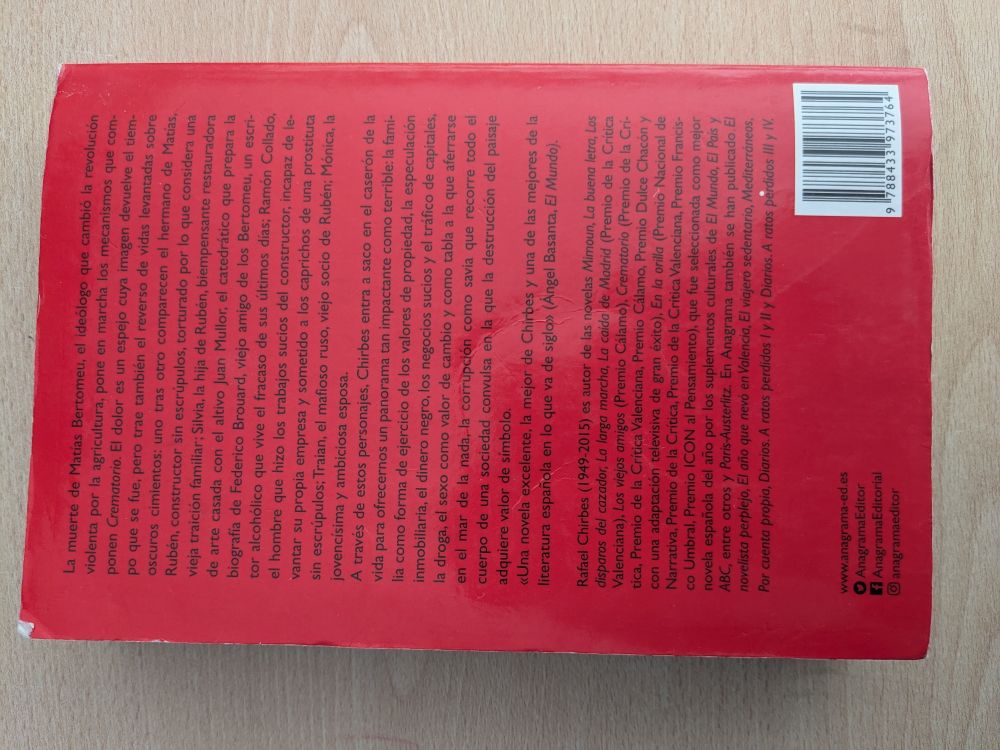 La muerte de Matías Bertomeu, el ideólogo que cambió la revolución
violenta por la agricultura, pone en marcha los mecanismos que com-
ponen Crematorio. El dolor es un espejo cuya imagen devuelve el tiem-
po que se fue, pero trae también el reverso de vidas levantadas sobre
oscuros cimientos: uno tras otro comparecen el hermano de Matías,
Rubén, constructor sin escrúpulos, torturado por lo que considera una
vieja traición familiar; Silvia, la hija de Rubén, biempensante restauradora
de arte casada con el altivo Juan Mullor, el catedrático que prepara la
biografía de Federico Brouard, viejo amigo de los Bertomeu, un escri-
tor alcohólico que vive el fracaso de sus últimos días; Ramón Collado,
el hombre que hizo los trabajos sucios del constructor, incapaz de le-
vantar su propia empresa y sometido a los caprichos de una prostituta
sin escrúpulos; Traian, el mafioso ruso, viejo socio de Rubén; Mónica, la
jovencísima y ambiciosa esposa.
A través de estos personajes, Chirbes entra a saco en el caserón de la
vida para ofrecernos un panorama tan impactante como terrible: la fami-
lia como forma de ejercicio de los valores de propiedad, la especulación
inmobiliaria, el dinero negro, los negocios sucios y el tráfico de capitales,
la droga, el sexo como valor de cambio y como tabla a la que aferrarse
en el mar de la nada, la corrupción como savia que recorre todo el
cuerpo de una sociedad convulsa en la que la destrucción del paisaje
adquiere valor de símbolo.
«Una novela excelente, la mejor de Chirbes y una de las mejores de la
literatura española en lo que va de siglo» (Ángel Basanta, El Mundo).
Rafael Chirbes (1949-2015) es autor de las novelas Mimoun, La buena letra, Los
disparos del cazador, La larga marcha, La caída de Madrid (Premio de la Crítica
Valenciana), Los viejos amigos (Premio Cálamo), Crematorio (Premio de la Crí-
tica, Premio de la Crítica Valenciana, Premio Cálamo, Premio Dulce Chacón y
con una adaptación televisiva de gran éxito), En la orilla (Premio Nacional de
Narrativa, Premio de la Crítica, Premio de la Crítica Valenciana, Premio Francis-
co Umbral, Premio ICON al Pensamiento), que fue seleccionada como mejor
novela española del año por los suplementos culturales de El Mundo, El País y
ABC, entre otros y París-Austerlitz. En Anagrama también se han publicado El
novelista perplejo, El año que nevó en Valencia, El viajero sedentario, Mediterráneos,
Por cuenta propia, Diarios. A ratos perdidos I y II y Diarios. A ratos perdidos III y IV.
www.anagrama-ed.es
AnagramaEditor
AnagramaEditorial
anagramaeditor
9 788433 973764